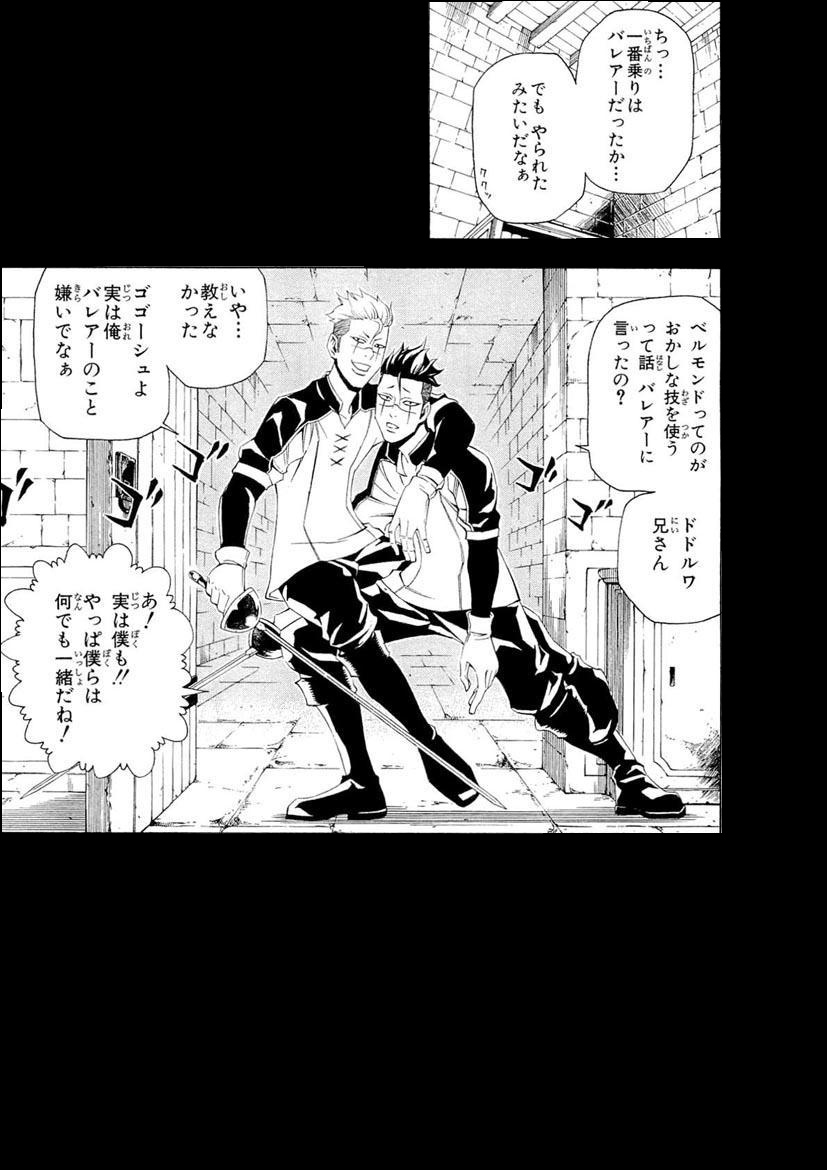 ちっ…
一番乗りは
バレアーだったか…
でも やられた
みたいだなぁ
ククッ
ベルモンドってのが
おかしな技を使う
って話 バレアーに
言ったの?
ドドルワ
兄さん
いや…
教えな
かった
ゴゴーシュよ
実は俺
バレアーのこと
嫌いでなぁ
ゴゴゴゴ
あ!
実は僕も!!
やっぱ僕らは
何でも一緒だね!